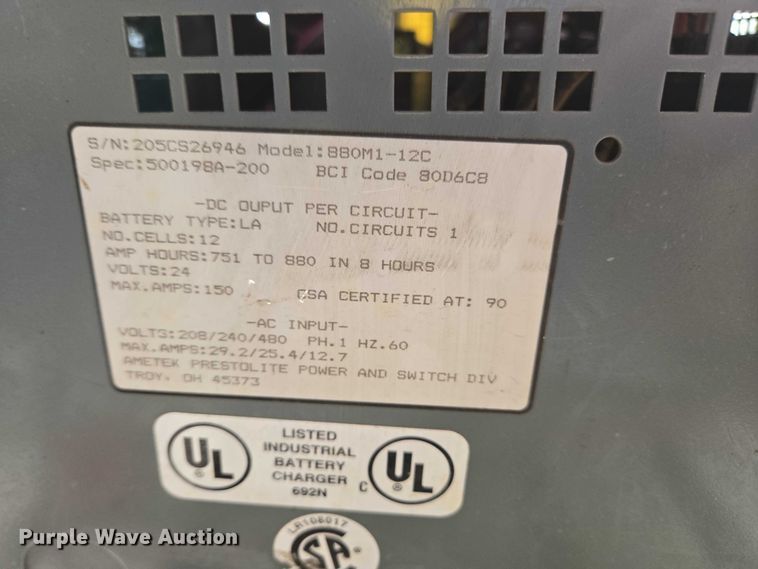 S/N:205CS26946 Model:880M1-12C
Spec:500198A-200 BCI Code 80D6C8
-DC OUPUT PER CIRCUIT-
BATTERY TYPE:LA NO.CIRCUITS 1
NO.CELLS:12
AMP HOURS:751 TO 880 IN 8 HOURS
VOLTS:24
MAX.AMPS:150 CSA CERTIFIED AT: 90
-AC INPUT-
VOLTS:208/240/480 PH.1 HZ.60
MAX.AMPS:29.2/25.4/12.7
AMETEK PRESTOLITE POWER AND SWITCH DIV
TROY, OH 45373
UL
®
LISTED
INDUSTRIAL
BATTERY
CHARGER
692N
C
UL
®
LR108017
CSA
®
Purple Wave Auction